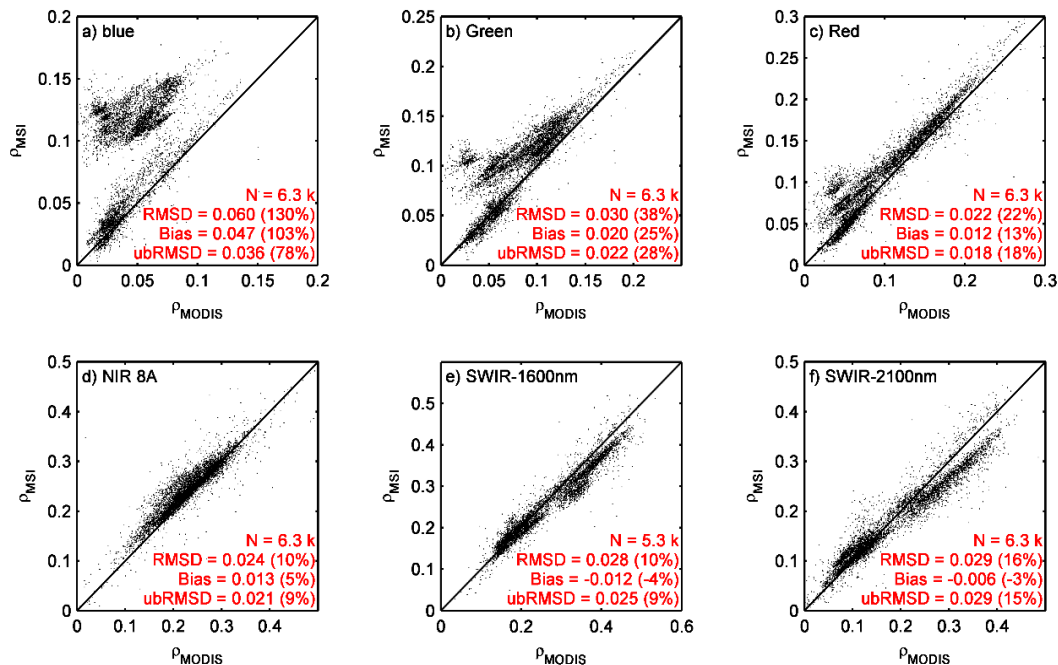 a) blue
0.2
0.15
0.1
0.05
0
0 0.05 0.1 0.15 0.2
ρMSI
ρMODIS
N = 6.3 k
RMSD = 0.060 (130%)
Bias = 0.047 (103%)
ubRMSD = 0.036 (78%)
b) Green
0.25
0.2
0.15
0.1
0.05
0
0 0.05 0.1 0.15 0.2
ρMSI
ρMODIS
N = 6.3 k
RMSD = 0.030 (38%)
Bias = 0.020 (25%)
ubRMSD = 0.022 (28%)
c) Red
0.3
0.25
0.2
0.15
0.1
0.05
0
0 0.1 0.2 0.3
ρMSI
ρMODIS
N = 6.3 k
RMSD = 0.022 (22%)
Bias = 0.012 (13%)
ubRMSD = 0.018 (18%)
d) NIR 8A
0.5
0.4
0.3
0.2
0.1
0
0 0.1 0.2 0.3 0.4
ρMSI
ρMODIS
N = 6.3 k
RMSD = 0.024 (10%)
Bias = 0.013 (5%)
ubRMSD = 0.021 (9%)
e) SWIR-1600nm
0.6
0.5
0.4
0.3
0.2
0.1
0
0 0.2 0.4 0.6
ρMSI
ρMODIS
N = 5.3 k
RMSD = 0.028 (10%)
Bias = -0.012 (-4%)
ubRMSD = 0.025 (9%)
f) SWIR-2100nm
0.5
0.4
0.3
0.2
0.1
0
0 0.1 0.2 0.3 0.4
ρMSI
ρMODIS
N = 6.3 k
RMSD = 0.029 (16%)
Bias = -0.006 (-3%)
ubRMSD = 0.029 (15%)